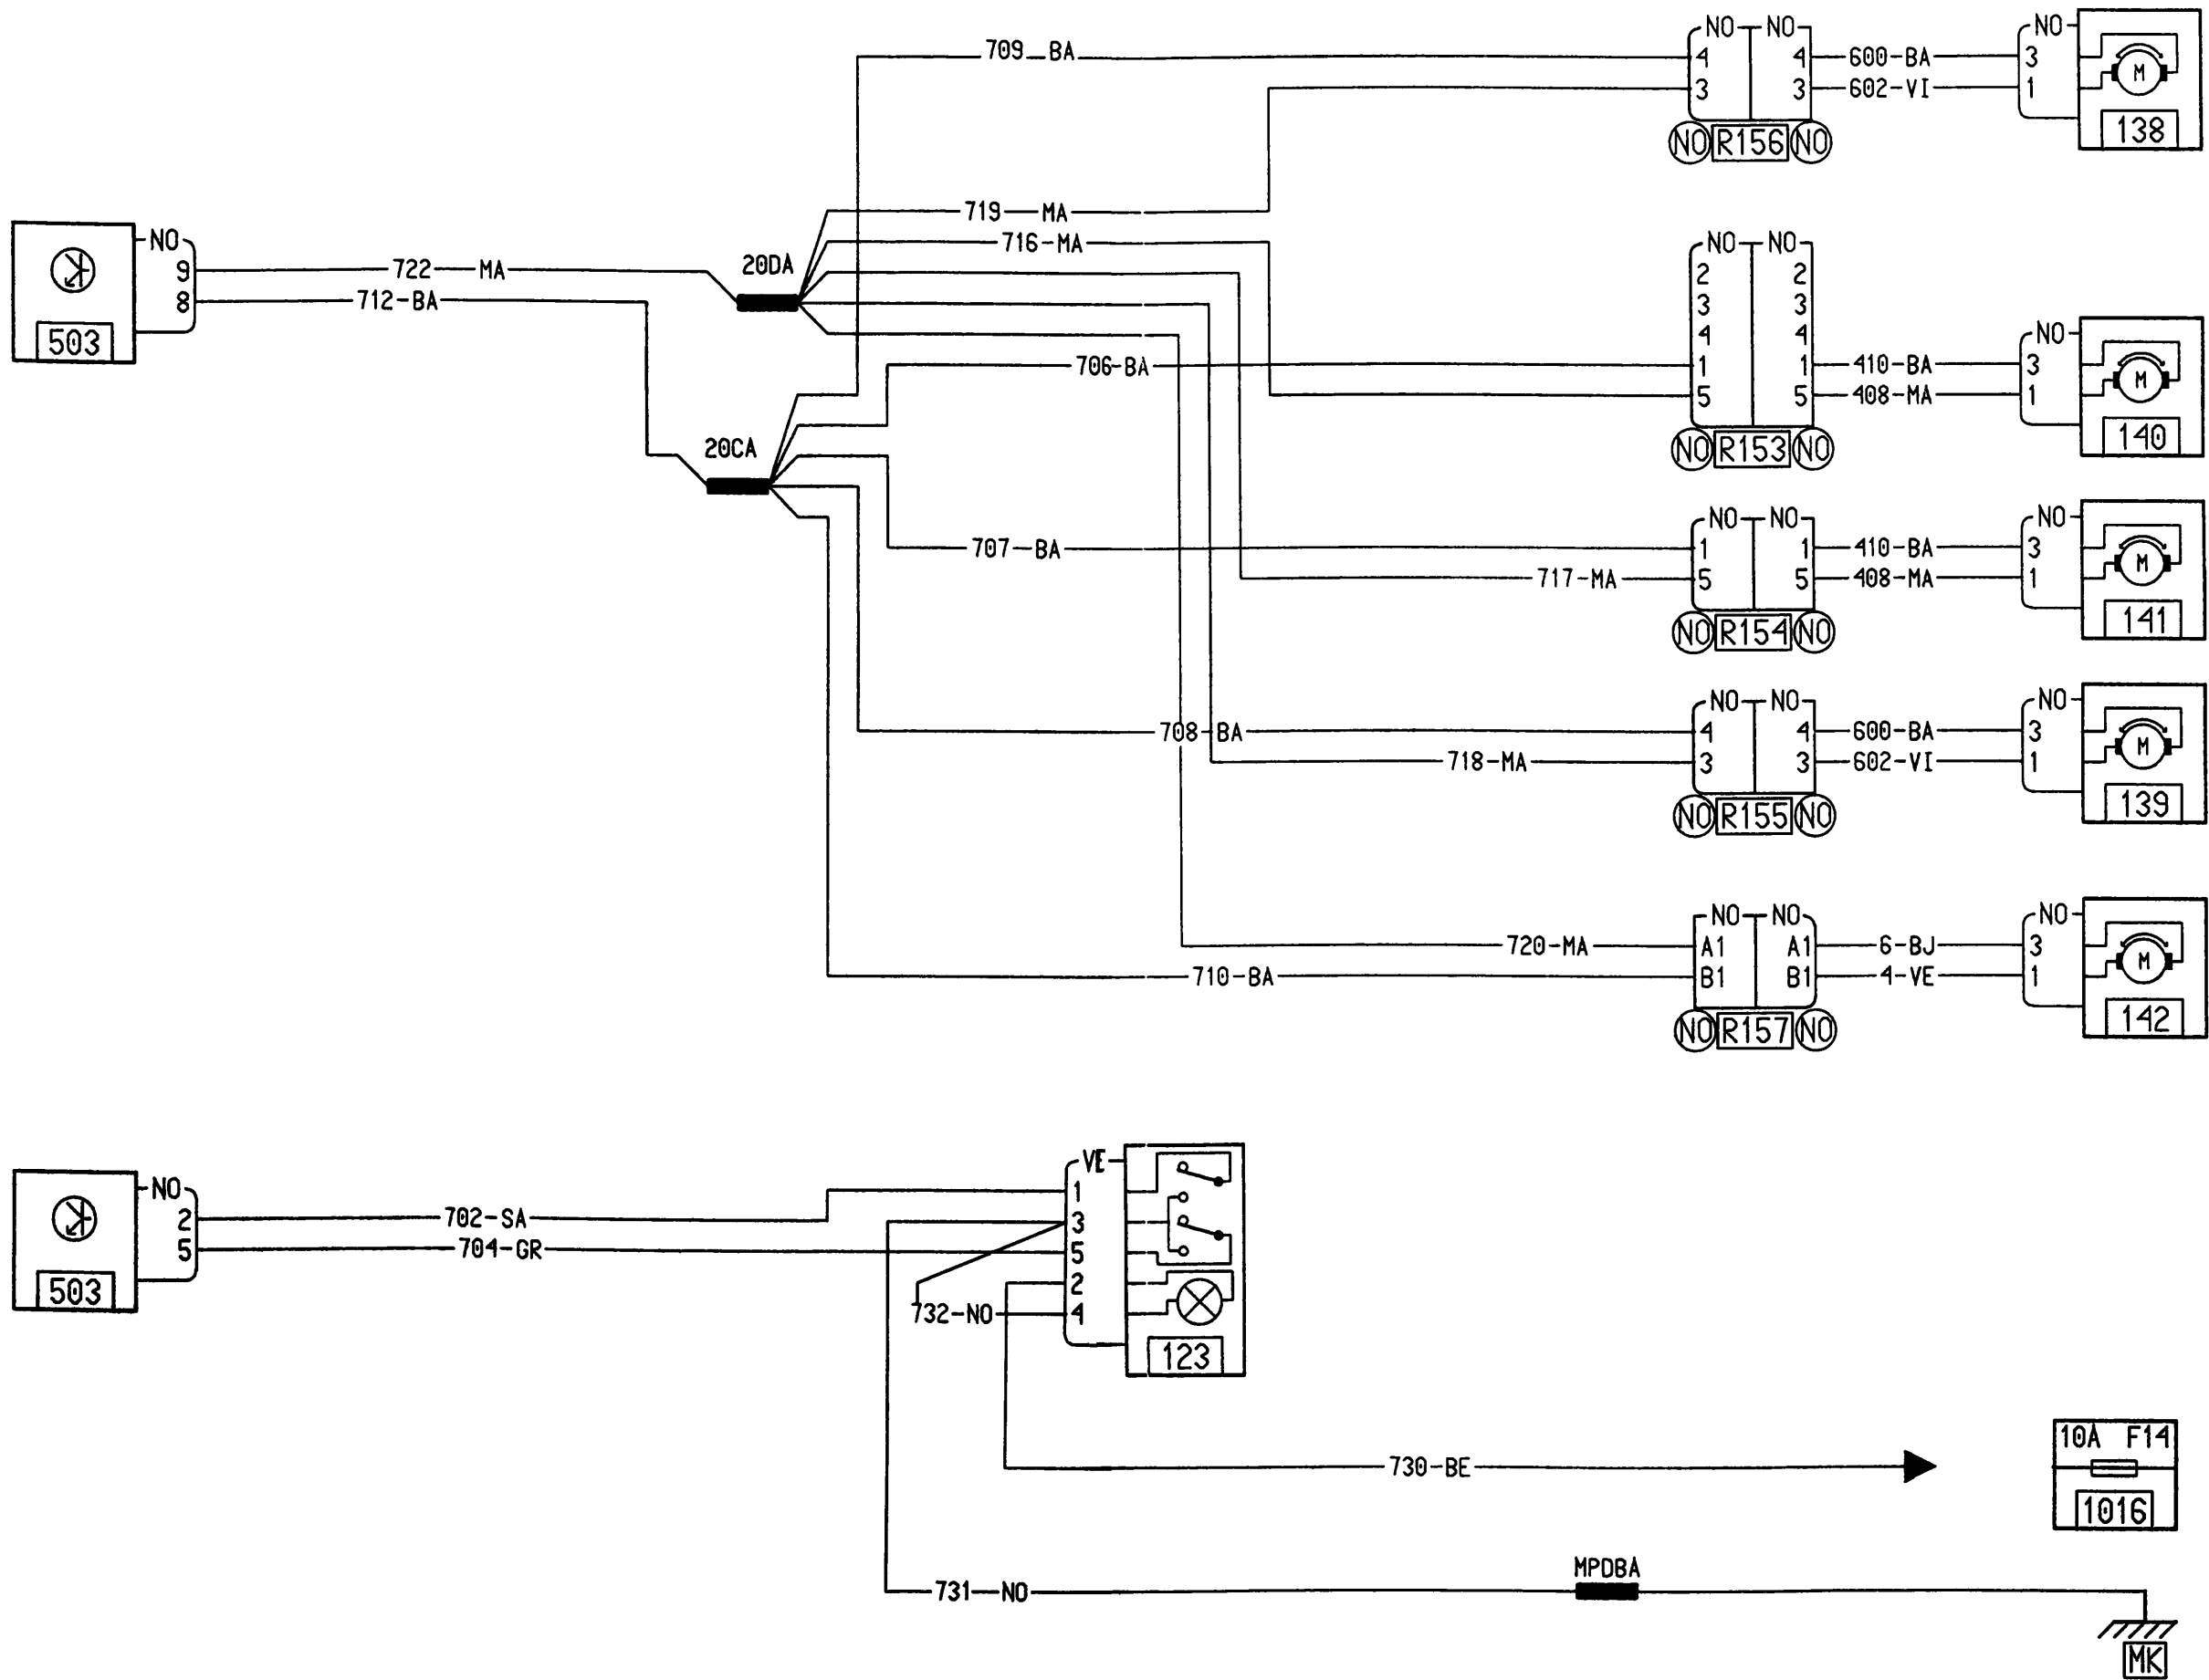 709 BA
NO NO
4 4
3 3
NO R156 NO
600-BA
602-VI
NO
3
1
M
138
719 MA
716-MA
NO
9
8
503
722 MA
712-BA
20DA
20CA
706-BA
NO NO
2 2
3 3
4 4
1 1
5 5
NO R153 NO
410-BA
408-MA
NO
3
1
M
140
707-BA
717-MA
NO NO
1 1
5 5
NO R154 NO
410-BA
408-MA
NO
3
1
M
141
708-BA
718-MA
NO NO
4 4
3 3
NO R155 NO
600-BA
602-VI
NO
3
1
M
139
720-MA
710-BA
NO NO
A1 A1
B1 B1
NO R157 NO
6-BJ
4-VE
NO
3
1
M
142
NO
2
5
503
702-SA
704-GR
732-NO
VE
1
3
5
2
4
123
730-BE
10A F14
1016
731 NO
MPDBA
MK